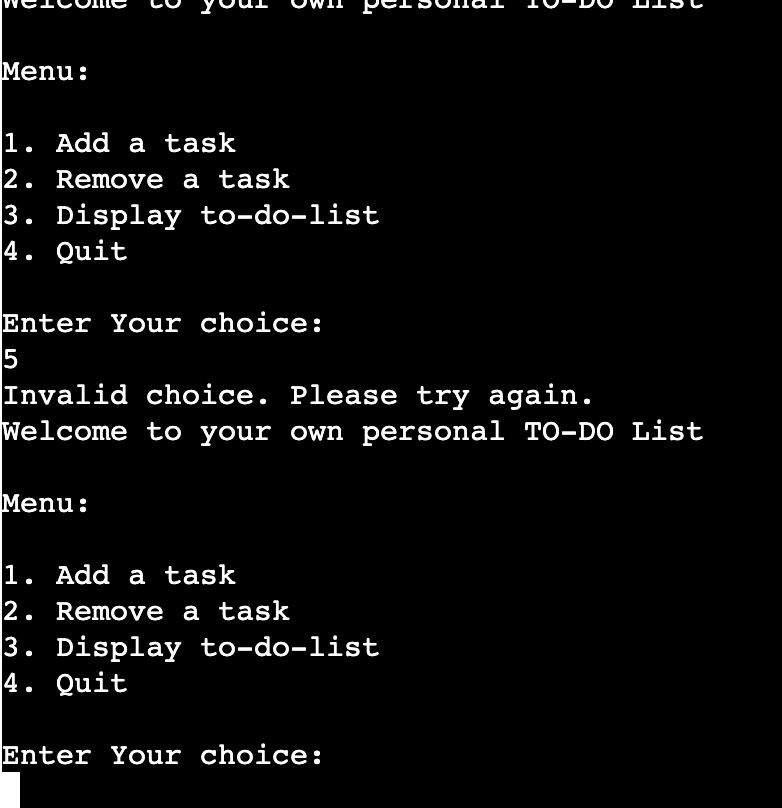 Welcome to your own personal TO-DO List
Menu:
1. Add a task
2. Remove a task
3. Display to-do-list
4. Quit
Enter Your choice:
5
Invalid choice. Please try again.
Welcome to your own personal TO-DO List
Menu:
1. Add a task
2. Remove a task
3. Display to-do-list
4. Quit
Enter Your choice: